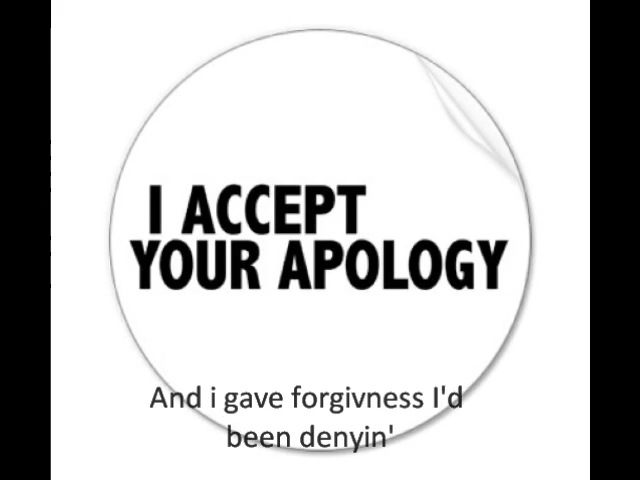 I ACCEPT
YOUR APOLOGY
And i gave forgivness I'd
been denyin'